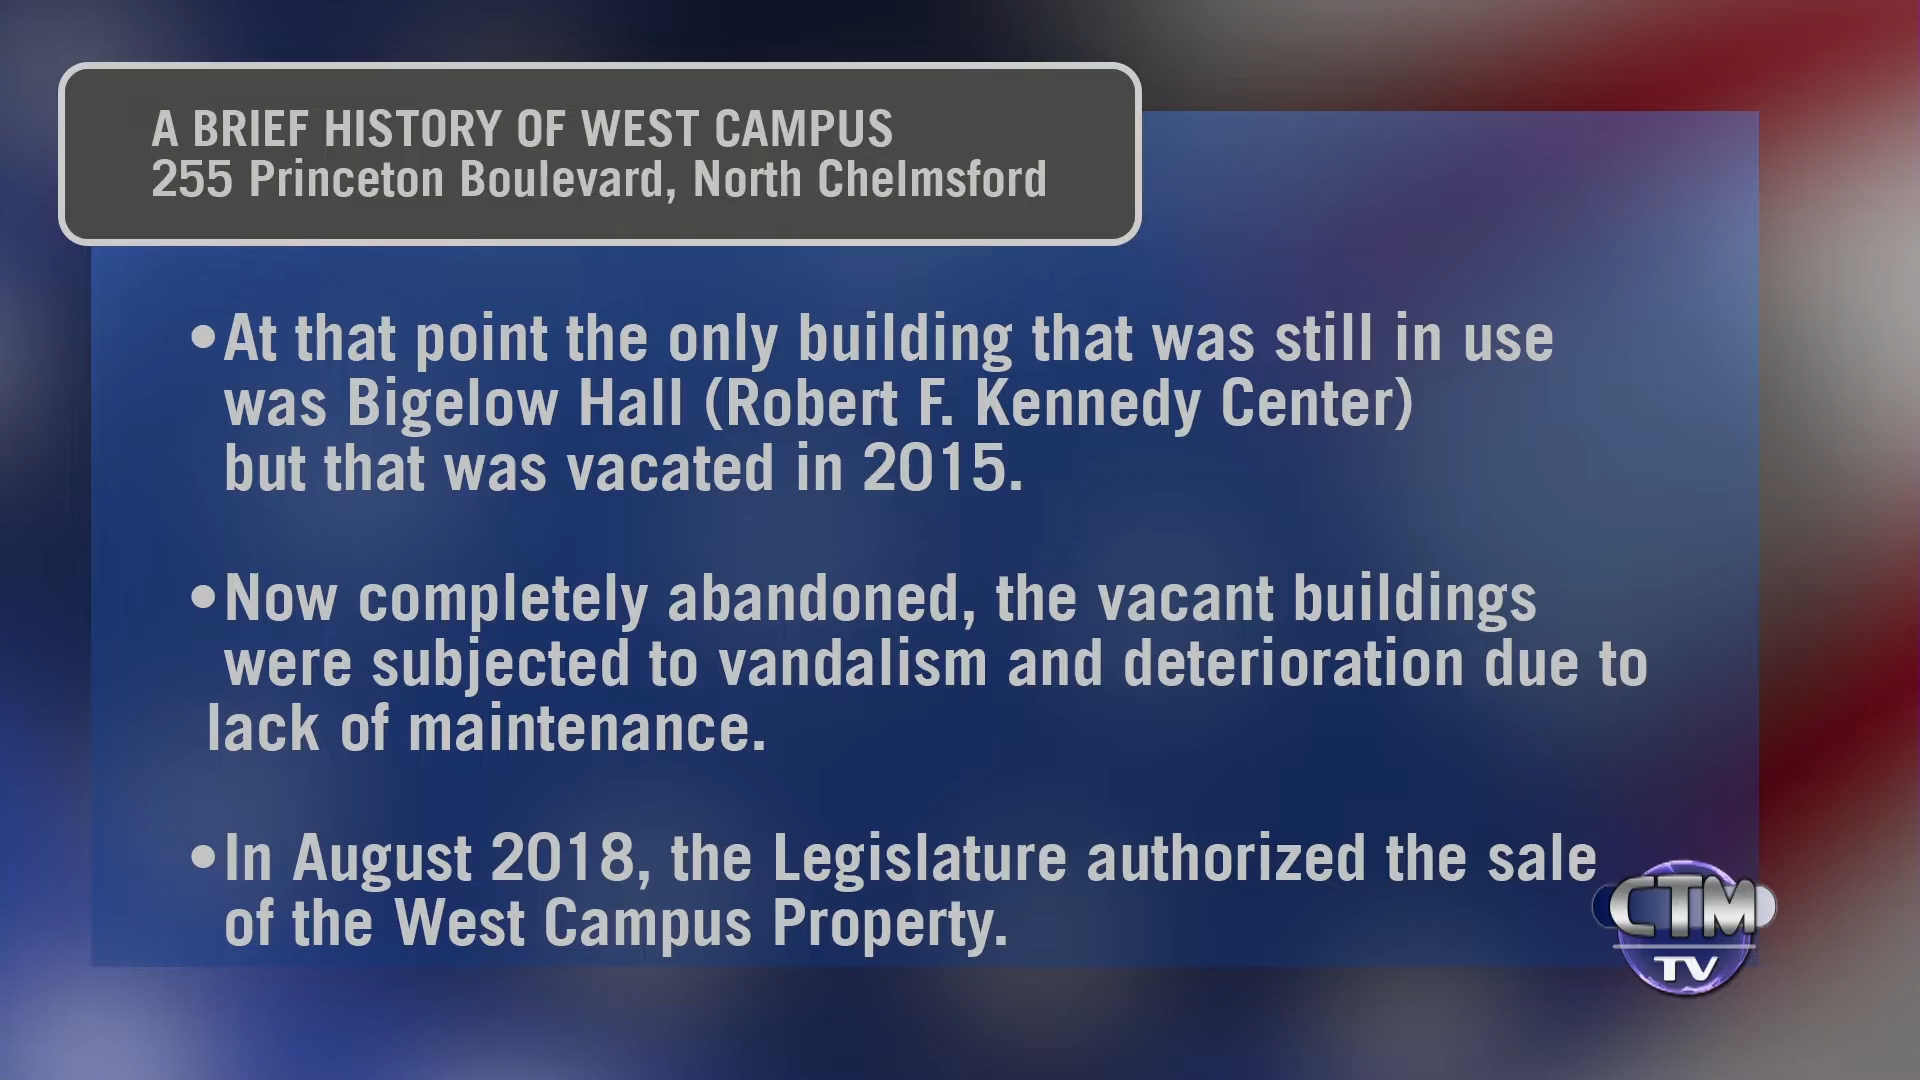 A BRIEF HISTORY OF WEST CAMPUS
255 Princeton Boulevard, North Chelmsford
•At that point the only building that was still in use
was Bigelow Hall (Robert F. Kennedy Center)
but that was vacated in 2015.
•Now completely abandoned, the vacant buildings
were subjected to vandalism and deterioration due to
lack of maintenance.
•In August 2018, the Legislature authorized the sale
of the West Campus Property.
CTM
TV